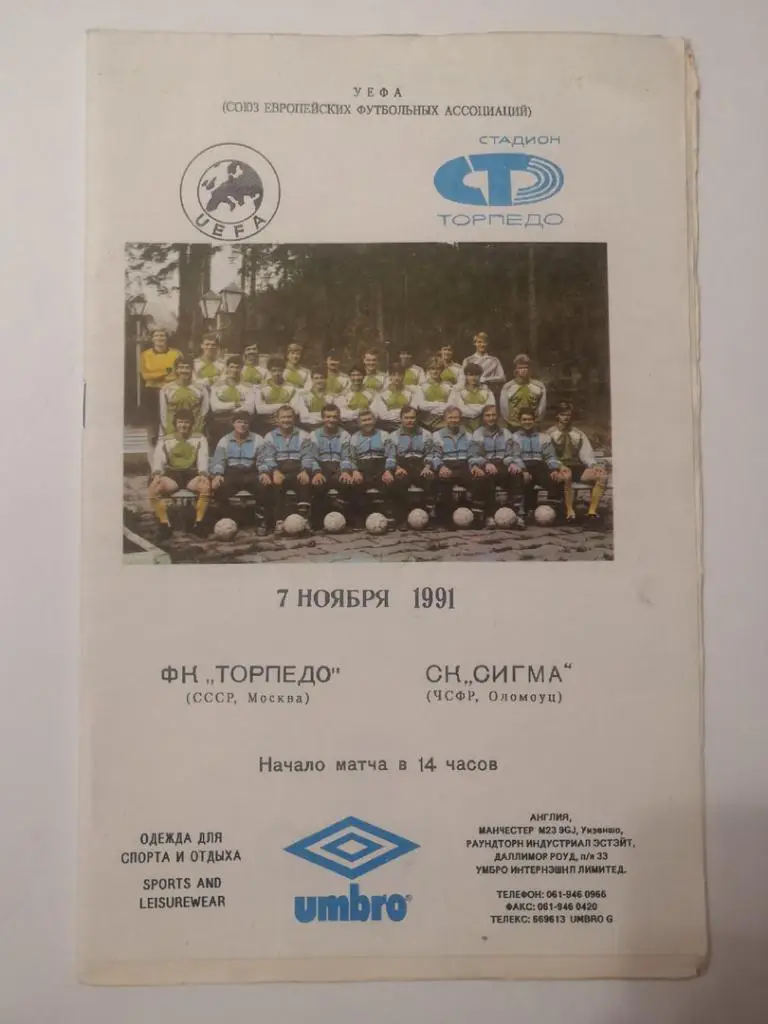 УЕФА
(СОЮЗ ЕВРОПЕЙСКИХ ФУТБОЛЬНЫХ АССОЦИАЦИЙ)
UEFA
СТАДИОН
ТОРПЕДО
7 НОЯБРЯ 1991
ФК „ТОРПЕДО"
(СССР, Москва)
СК„СИГМА"
(ЧСФР, Оломоуц)
Начало матча в 14 часов
ОДЕЖДА ДЛЯ
СПОРТА И ОТДЫХА
SPORTS AND
LEISUREWEAR
umbro®
АНГЛИЯ,
МАНЧЕСТЕР M23 9GJ, Уизеншо,
РАУНДТОРН ИНДУСТРИАЛ ЭСТЭЙТ,
ДАЛЛИМОР РОУД, п/я 33
УМБРО ИНТЕРНЭШНЛ ЛИМИТЕД.
ТЕЛЕФОН: 061-946 0966
ФАКС: 061-946 0420
ТЕЛЕКС: 669613 UMBRO G